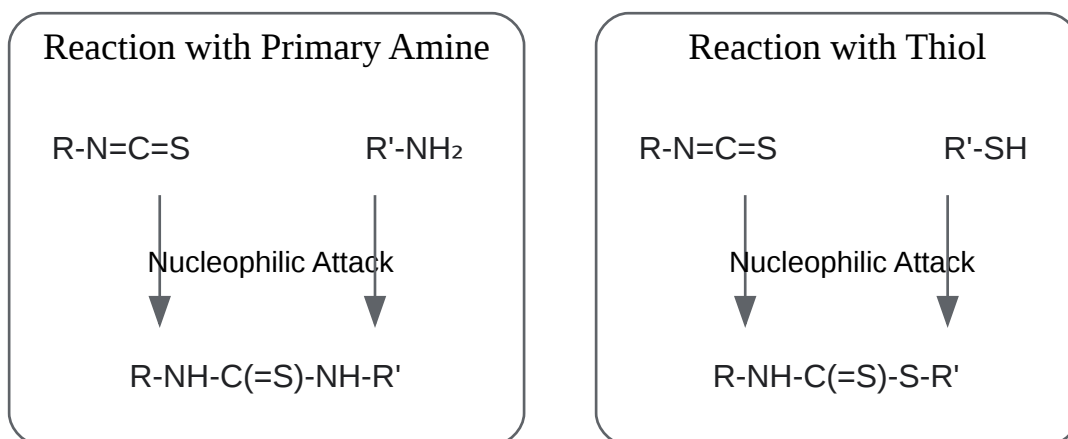 Reaction with Primary Amine
R-N=C=S
R'-NH₂
Nucleophilic Attack
R-NH-C(=S)-NH-R'
Reaction with Thiol
R-N=C=S
R'-SH
Nucleophilic Attack
R-NH-C(=S)-S-R'